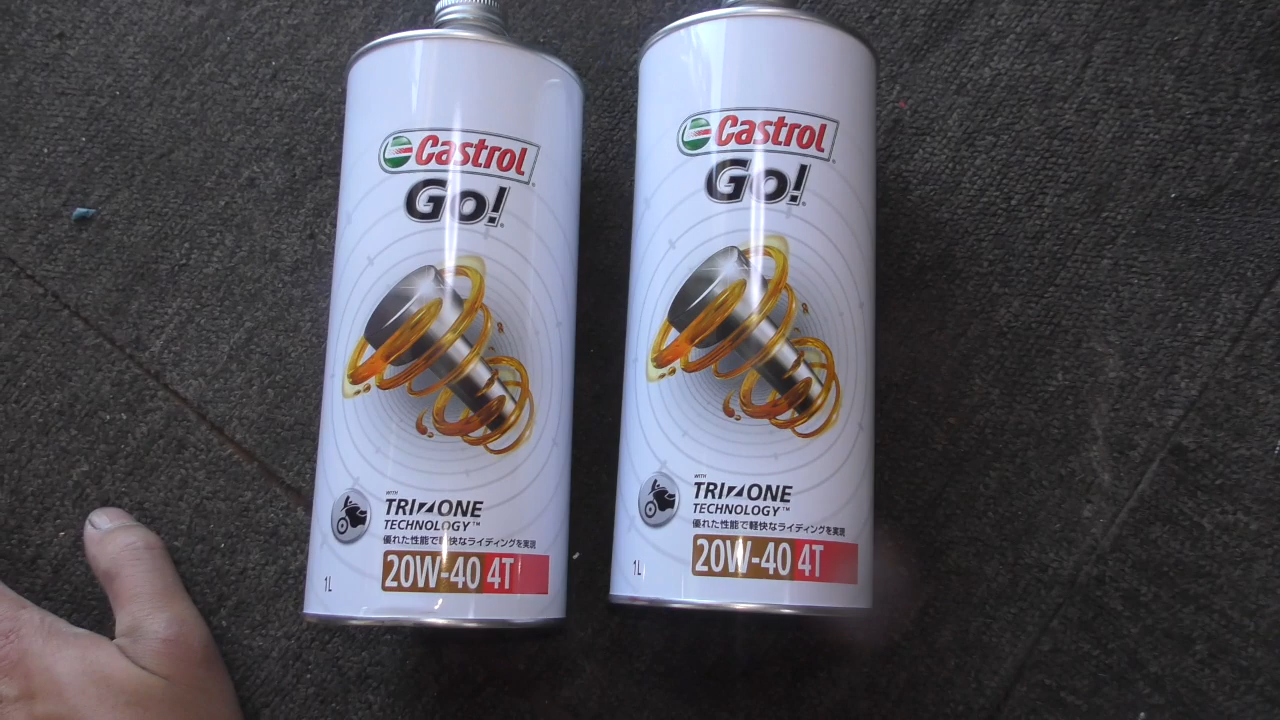 Castrol
Go!
WITH
TRIZONE
TECHNOLOGY™
優れた性能で軽快なライディングを実現
20W-40 4T
1L
Castrol
Go!
WITH
TRIZONE
TECHNOLOGY™
優れた性能で軽快なライディングを実現
20W-40 4T
1L